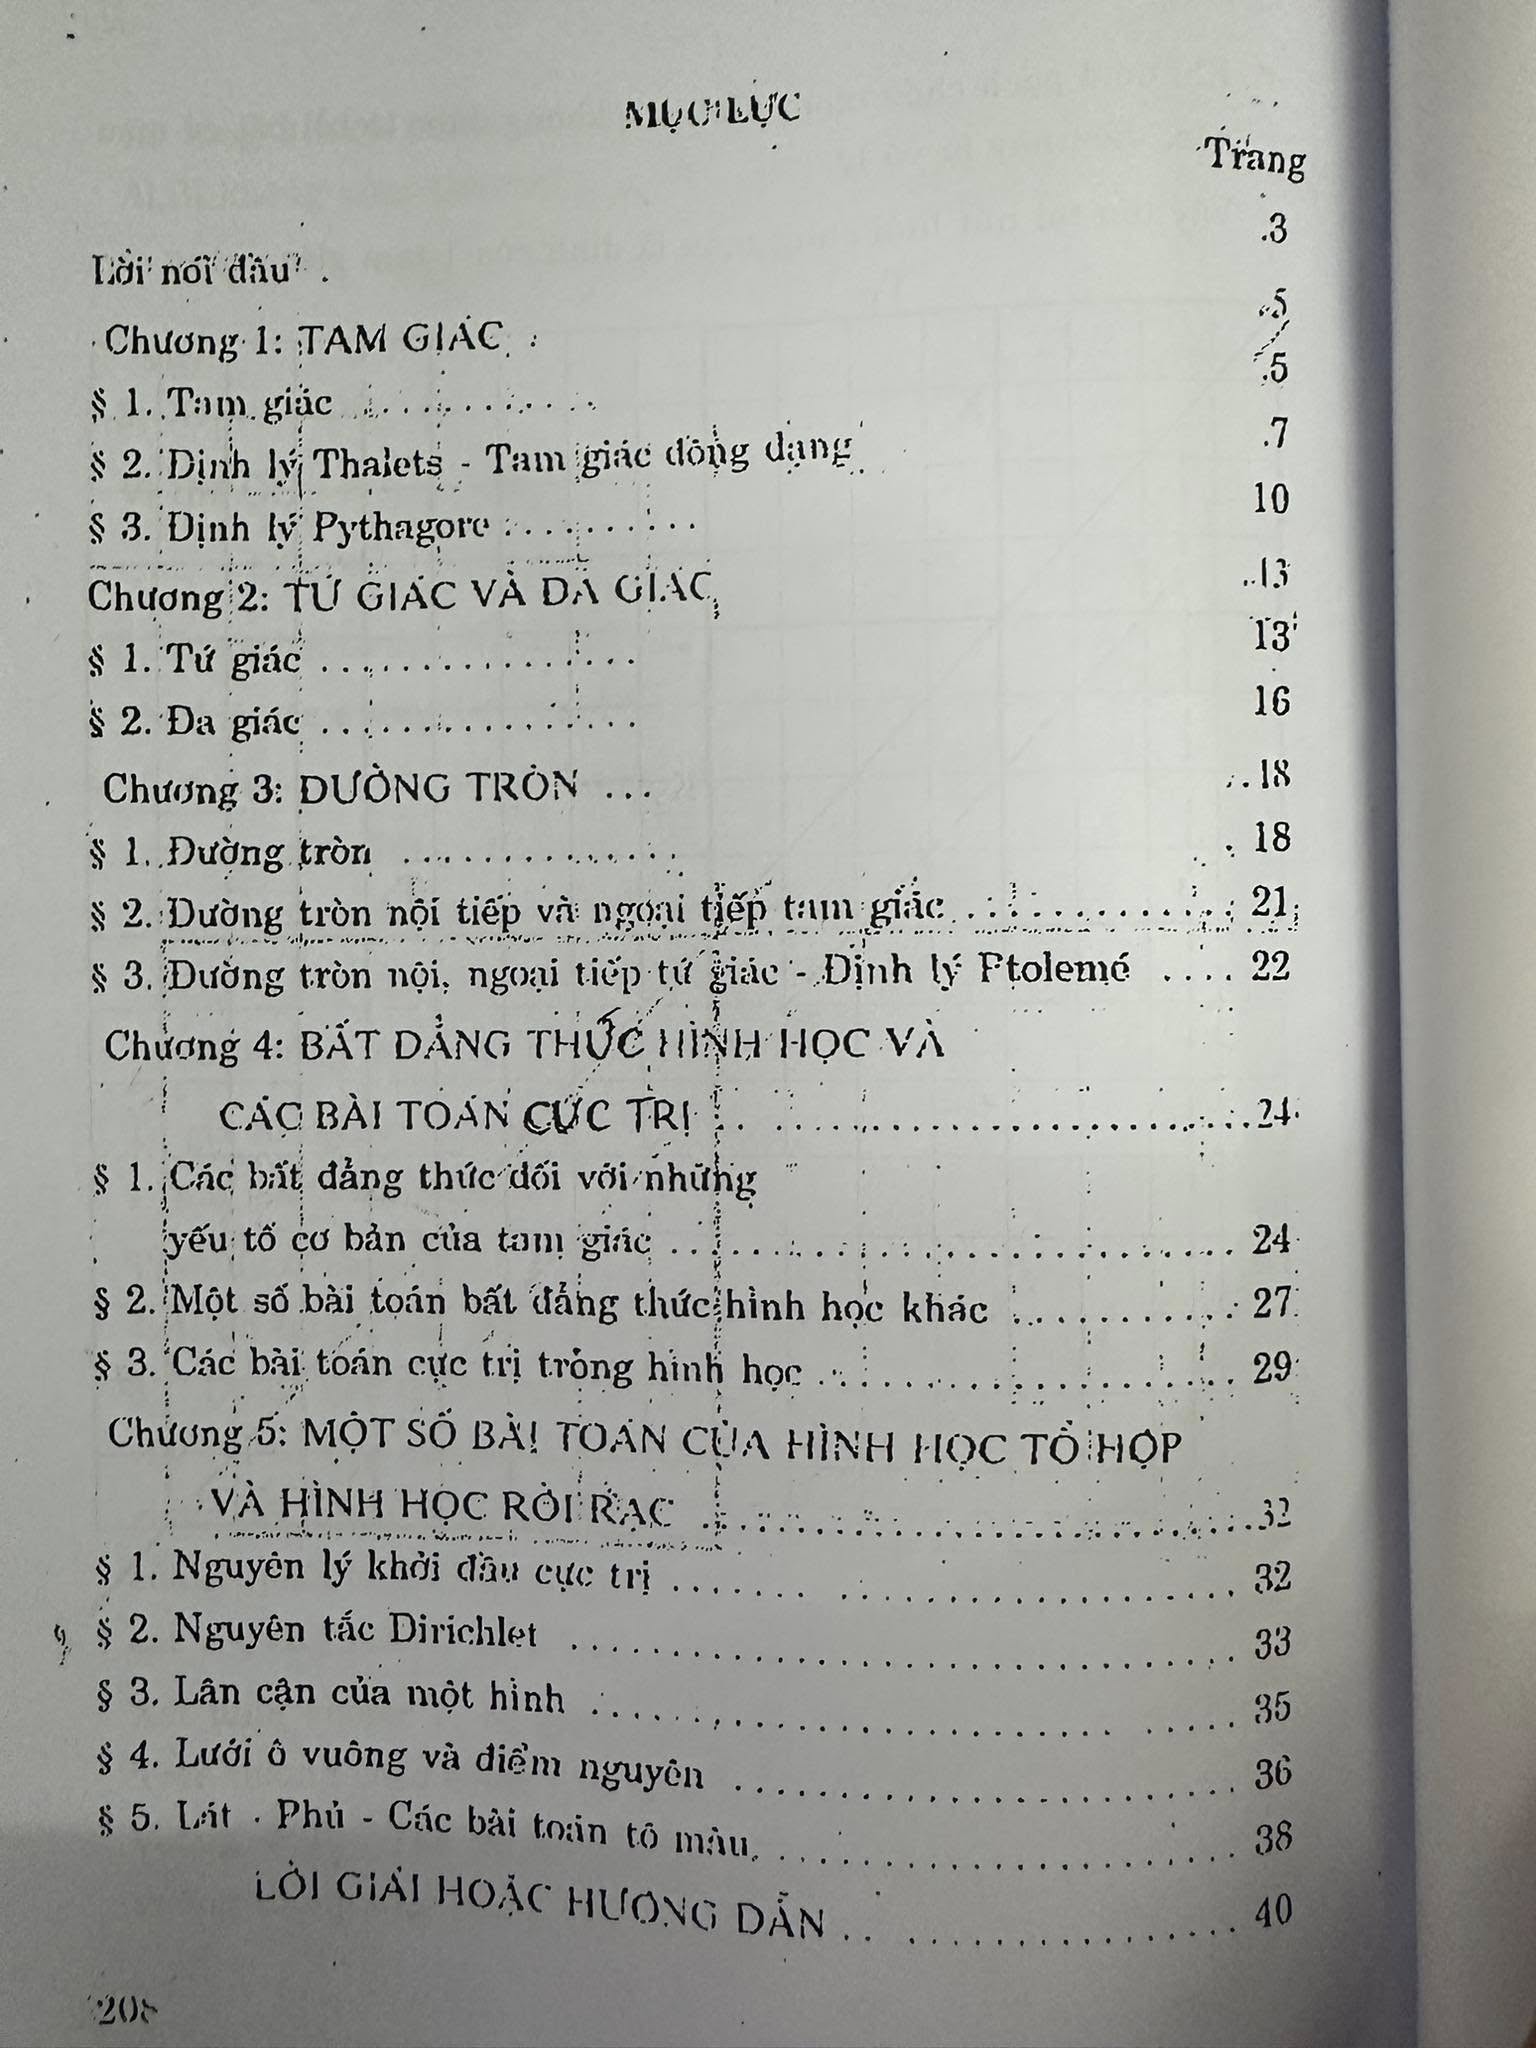 MỤC LỤC
Trang
Lời nói đầu . 3
Chương 1: TAM GIÁC . 5
§ 1. Tam giác . . . . . . . . . . . 5
§ 2. Định lý Thalets - Tam giác đồng dạng 7
§ 3. Định lý Pythagore . . . . . . . . . . 10
Chương 2: TỨ GIÁC VÀ ĐA GIÁC 13
§ 1. Tứ giác . . . . . . . . . . . . . . . 13
§ 2. Đa giác . . . . . . . . . . . . . . . 16
Chương 3: ĐƯỜNG TRÒN . . . 18
§ 1. Đường tròn . . . . . . . . . . . . . 18
§ 2. Đường tròn nội tiếp và ngoại tiếp tam giác . . . . . . . . . . . 21
§ 3. Đường tròn nội, ngoại tiếp tứ giác - Định lý Ptolemé . . . . 22
Chương 4: BẤT ĐẲNG THỨC HÌNH HỌC VÀ
CÁC BÀI TOÁN CỰC TRỊ . . . . . . . . . . . . . . . . . . . . . . 24
§ 1. Các bất đẳng thức đối với những
yếu tố cơ bản của tam giác . . . . . . . . . . . . . . . . . . . . . . 24
§ 2. Một số bài toán bất đẳng thức hình học khác . . . . . . . . . 27
§ 3. Các bài toán cực trị trong hình học . . . . . . . . . . . . . . . . 29
Chương 5: MỘT SỐ BÀI TOÁN CỦA HÌNH HỌC TỔ HỢP
VÀ HÌNH HỌC RỜI RẠC . . . . . . . . . . . . . . . . . . . . . . 32
§ 1. Nguyên lý khởi đầu cực trị . . . . . . . . . . . . . . . . . . . . . . 32
§ 2. Nguyên tắc Dirichlet . . . . . . . . . . . . . . . . . . . . . . . . . 33
§ 3. Lân cận của một hình . . . . . . . . . . . . . . . . . . . . . . . . 35
§ 4. Lưới ô vuông và điểm nguyên . . . . . . . . . . . . . . . . . . . 36
§ 5. Lát - Phủ - Các bài toán tô màu . . . . . . . . . . . . . . . . . . 38
LỜI GIẢI HOẶC HƯỚNG DẪN . . . . . . . . . . . . . . . . 40
208